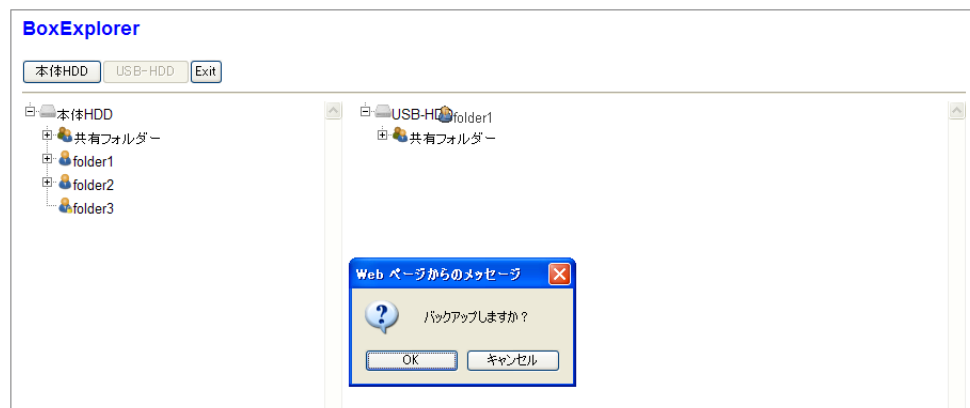 BoxExplorer
本体HDD USB-HDD Exit
本体HDD
共有フォルダー
folder1
folder2
folder3
USB-HDD folder1
共有フォルダー
Web ページからのメッセージ
バックアップしますか?
OK キャンセル